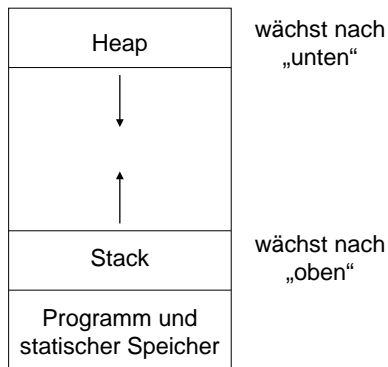 Heap
wächst nach
„unten“
Stack
wächst nach
„oben“
Programm und
statischer Speicher